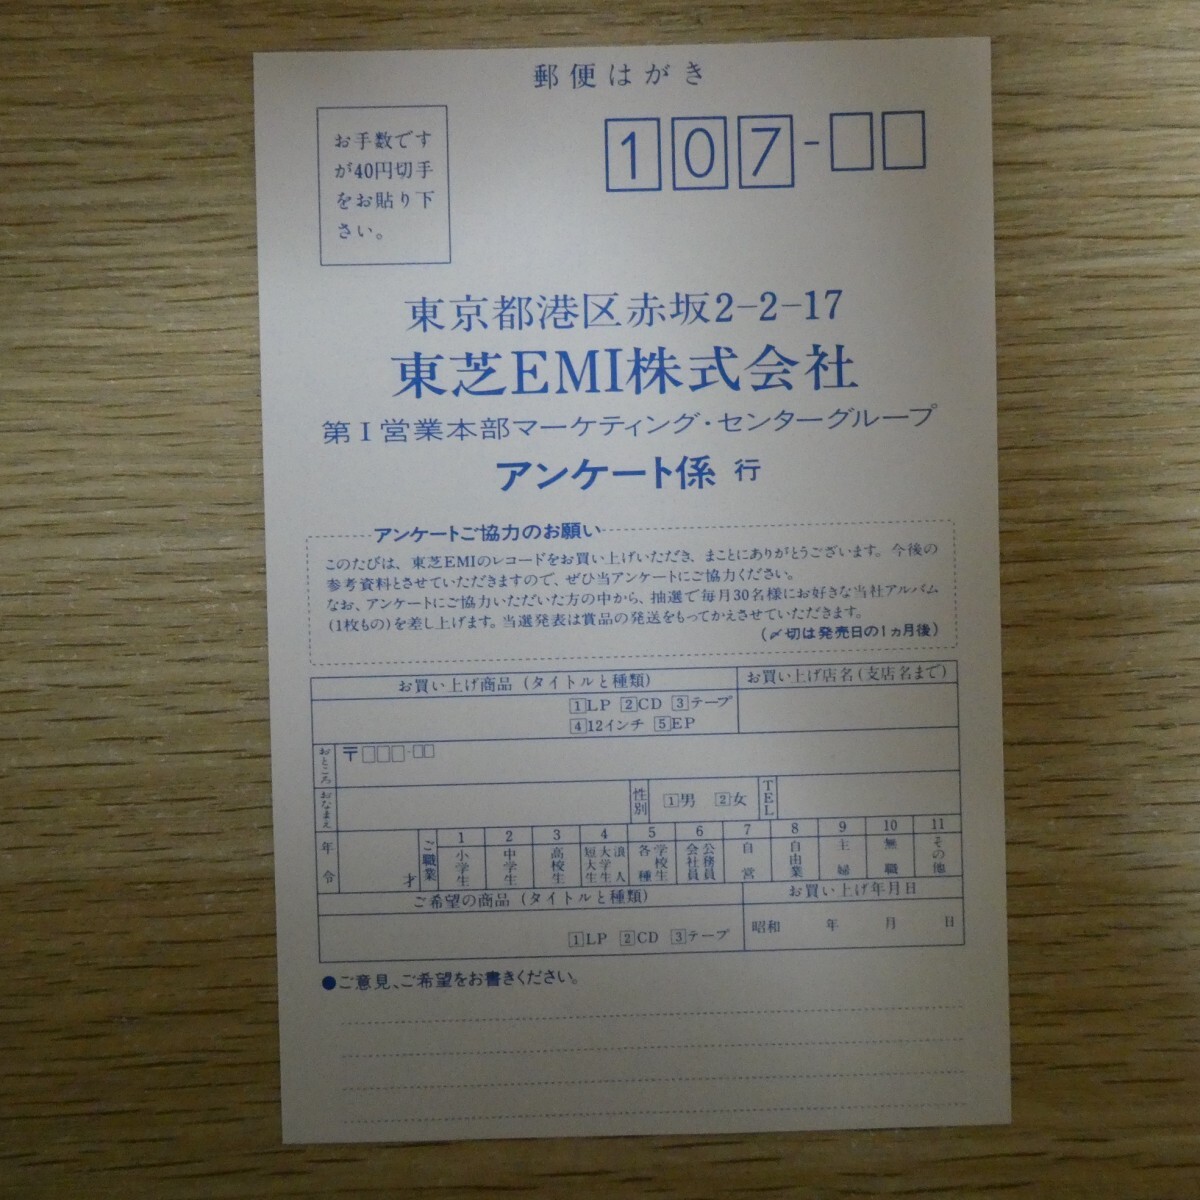 郵便はがき
お手数です
が40円切手
をお貼り下
さい。
107-□□
東京都港区赤坂2-2-17
東芝EMI株式会社
第I営業本部マーケティング・センターグループ
アンケート係 行
アンケートご協力のお願い
このたびは、東芝EMIのレコードをお買い上げいただき、まことにありがとうございます。今後の
参考資料とさせていただきますので、ぜひ当アンケートにご協力ください。
なお、アンケートにご協力いただいた方の中から、抽選で毎月30名様にお好きな当社アルバム
(1枚もの)を差し上げます。当選発表は賞品の発送をもってかえさせていただきます。
(〆切は発売日の1ヵ月後)
お買い上げ商品 (タイトルと種類)
お買い上げ店名(支店名まで)
1LP 2CD 3テープ
412インチ 5EP
おところ
〒□□□-□□
おなまえ
性別
1男 2女
TEL
年令
才
ご職業
1 小学生
2 中学生
3 高校生
4 浪人 大学生 短大生
5 学校生 各種
6 公務員 会社員
7 自営
8 自由業
9 主婦
10 無職
11 その他
ご希望の商品 (タイトルと種類)
お買い上げ年月日
1LP 2CD 3テープ
昭和 年 月 日
●ご意見、ご希望をお書きください。